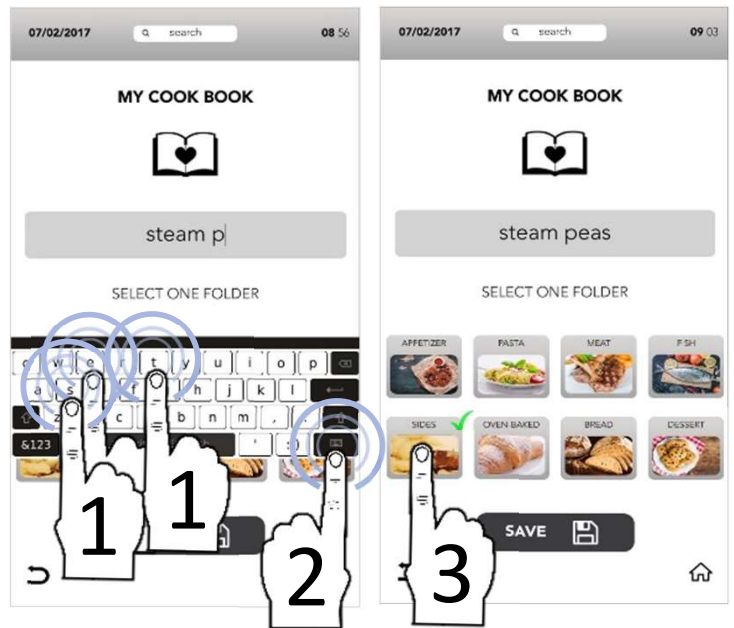 07/02/2017 search 08 56
MY COOK BOOK
steam p
SELECT ONE FOLDER
w e t y u i o p
a s f h j k l
z c b n m , .
&123 ' :)
1 1
2
07/02/2017 search 09 03
MY COOK BOOK
steam peas
SELECT ONE FOLDER
APPETIZER PASTA MEAT FISH
SIDES OVEN BAKED BREAD DESSERT
SAVE
3